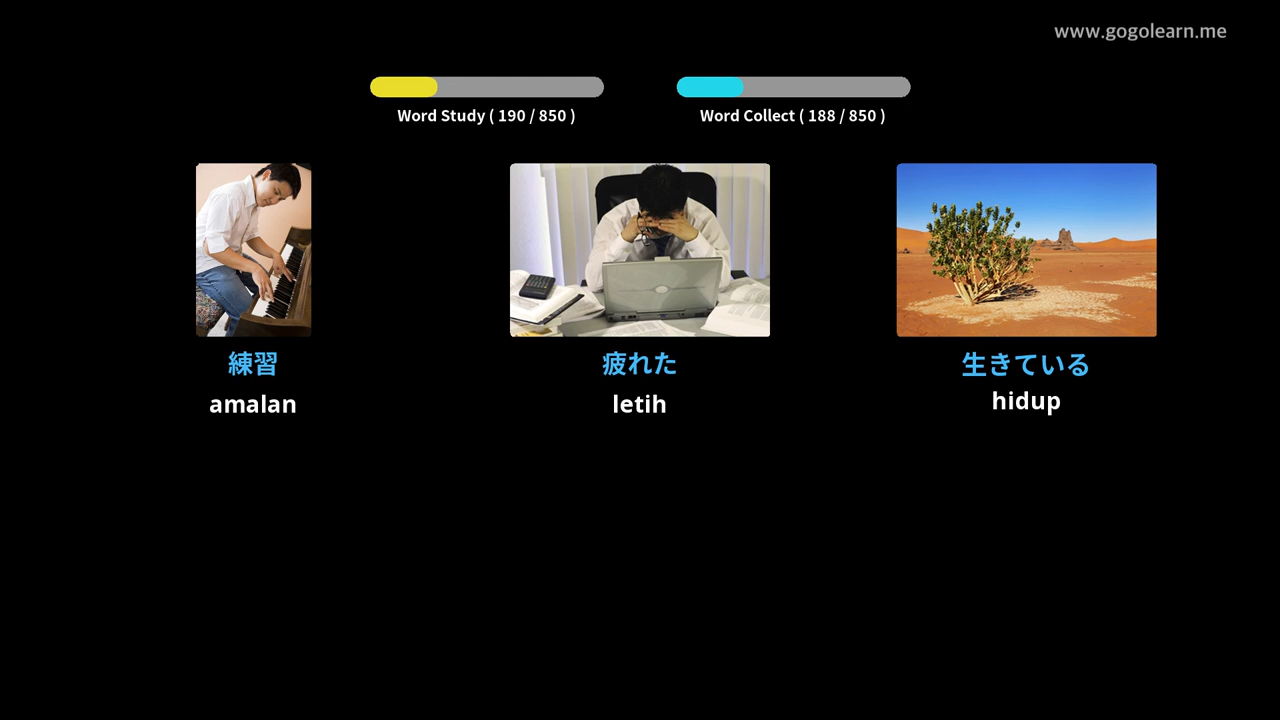 www.gogolearn.me
Word Study ( 190 / 850 )
Word Collect ( 188 / 850 )
練習
疲れた
生きている
amalan
letih
hidup